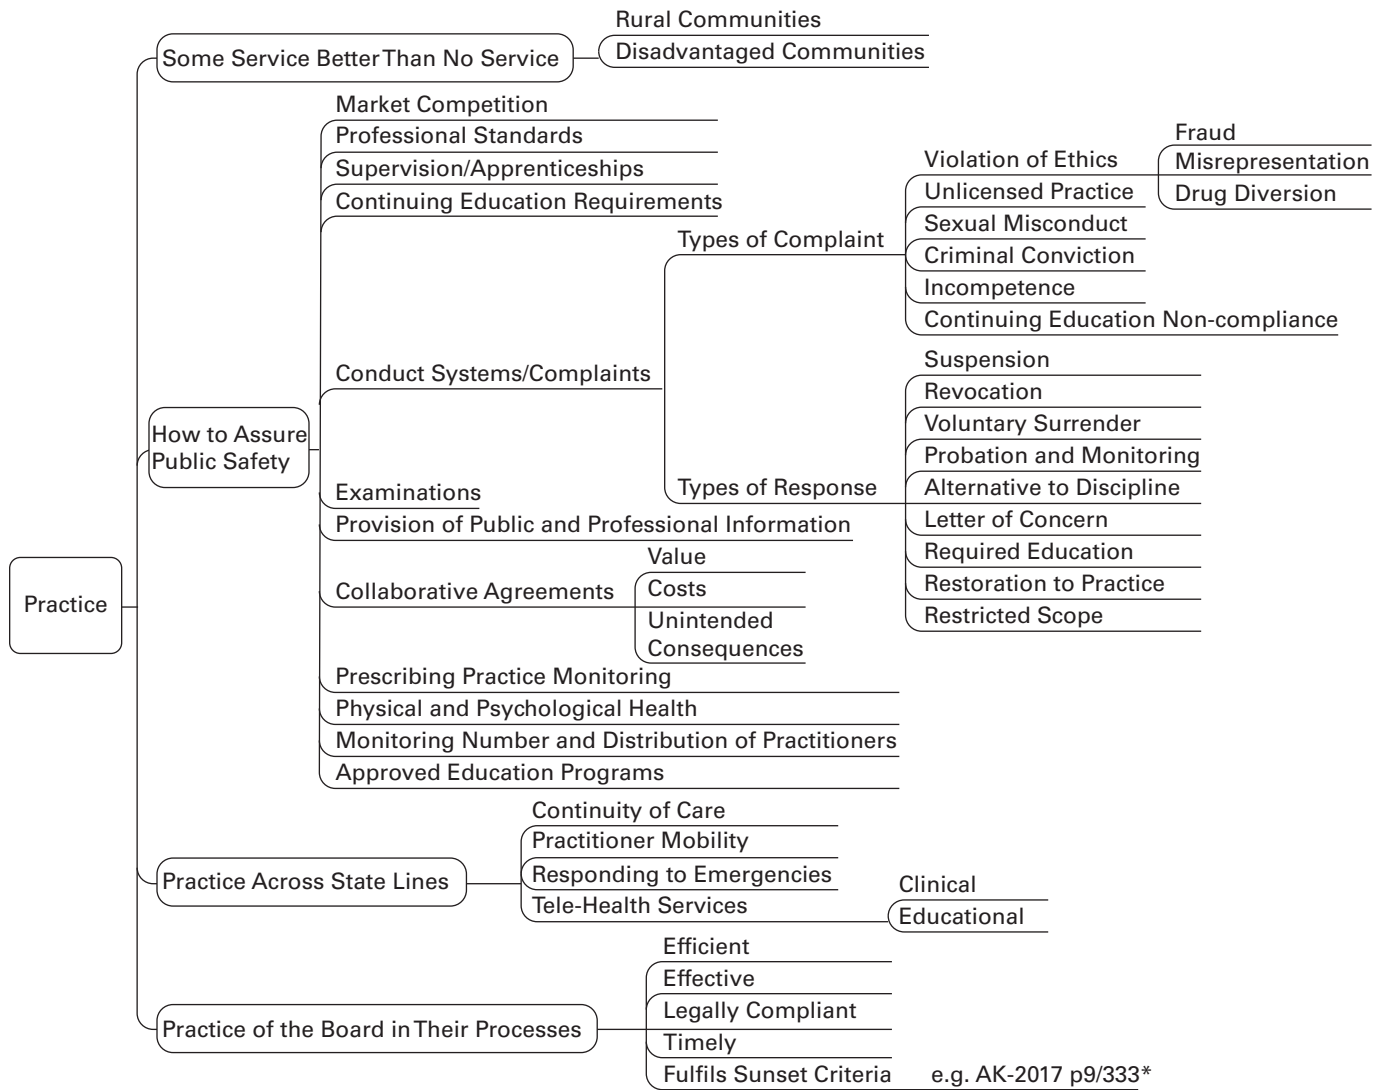 Rural Communities
Some Service Better Than No Service
Disadvantaged Communities
Market Competition
Professional Standards
Supervision/Apprenticeships
Continuing Education Requirements
Fraud
Violation of Ethics
Misrepresentation
Unlicensed Practice
Drug Diversion
Sexual Misconduct
Types of Complaint
Criminal Conviction
Incompetence
Continuing Education Non-compliance
Conduct Systems/Complaints
Suspension
Revocation
Voluntary Surrender
How to Assure
Public Safety
Probation and Monitoring
Types of Response
Alternative to Discipline
Letter of Concern
Required Education
Restoration to Practice
Restricted Scope
Examinations
Provision of Public and Professional Information
Value
Collaborative Agreements
Costs
Unintended
Consequences
Practice
Prescribing Practice Monitoring
Physical and Psychological Health
Monitoring Number and Distribution of Practitioners
Approved Education Programs
Continuity of Care
Practitioner Mobility
Practice Across State Lines
Responding to Emergencies
Tele-Health Services
Clinical
Educational
Efficient
Effective
Legally Compliant
Practice of the Board in Their Processes
Timely
Fulfils Sunset Criteria e.g. AK-2017 p9/333*